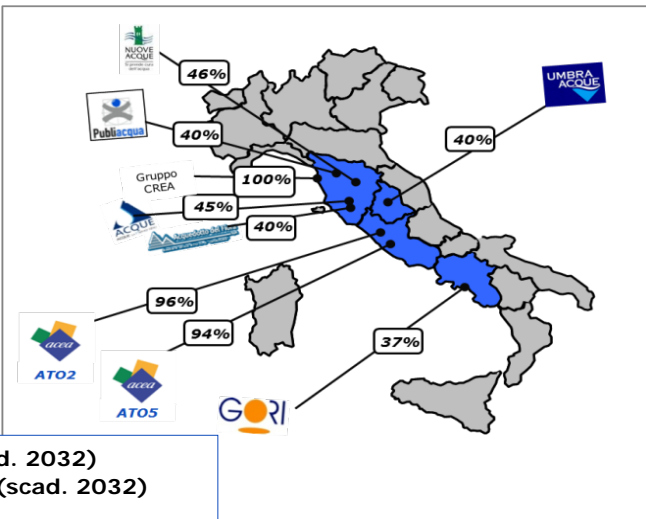 NUOVE
ACQUE
46%
UMBRA
ACQUE
Publiacqua
40%
40%
Gruppo
CREA
100%
45%
ACQUE
40%
96%
94%
37%
acea
ATO2
acea
ATO5
GORI
d. 2032)
(scad. 2032)